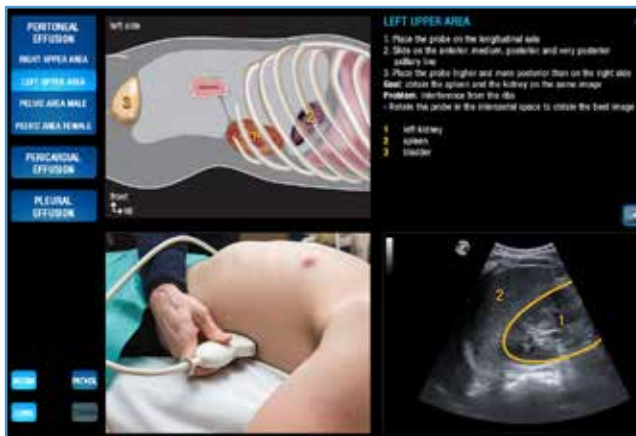 PERITONEAL
EFFUSION
RIGHT UPPER AREA
LEFT UPPER AREA
PELVIC AREA MALE
PELVIC AREA FEMALE
PERICARDIAL
EFFUSION
PLEURAL
EFFUSION
left side
3
1
2
front
LEFT UPPER AREA
1. Place the probe on the longitudinal axis
2. Slide on the anterior, medium, posterior, and very posterior
axillary line
3. Place the probe higher and more posterior than on the right side
Goal: obtain the spleen and the kidney on the same image
Problem: interference from the ribs
- Rotate the probe in the intercostal space to obtain the best image
1 left kidney
2 spleen
3 bladder
2
1